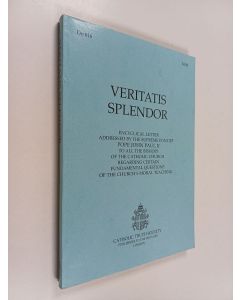 VERITATIS
SPLENDOR
ENCYCLICAL LETTER
ADDRESSED BY THE SUPREME PONTIFF
POPE JOHN PAUL II
TO ALL THE BISHOPS
OF THE CATHOLIC CHURCH
REGARDING CERTAIN
FUNDAMENTAL QUESTIONS
OF THE CHURCH'S MORAL TEACHING
CATHOLIC TRUTH SOCIETY
LONDON